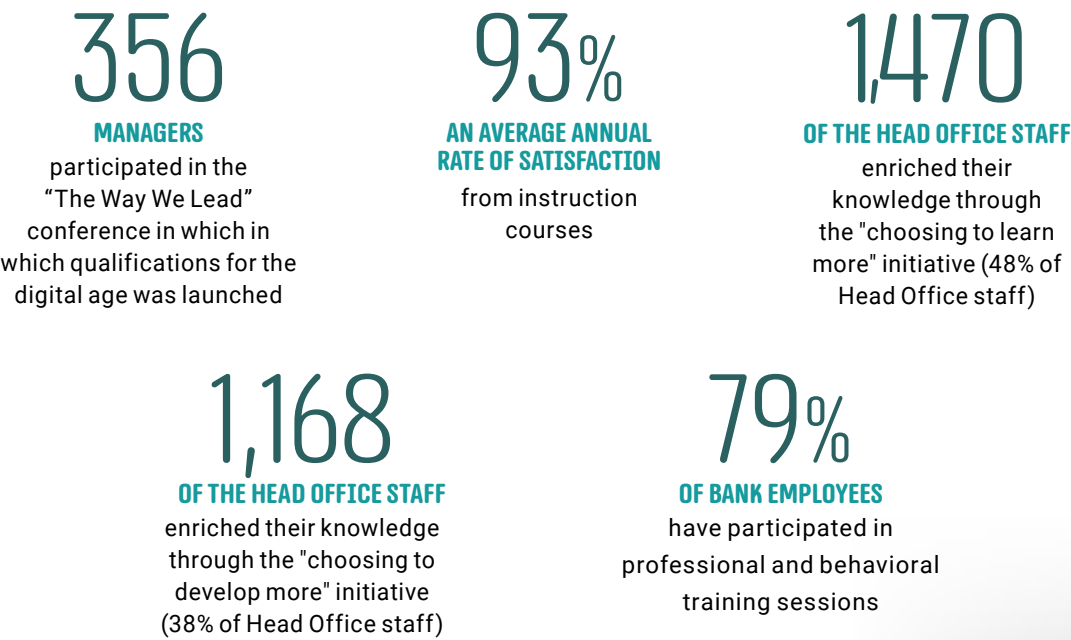 356
MANAGERS
participated in the
“The Way We Lead”
conference in which in
which qualifications for the
digital age was launched
93%
AN AVERAGE ANNUAL
RATE OF SATISFACTION
from instruction
courses
1,470
OF THE HEAD OFFICE STAFF
enriched their
knowledge through
the "choosing to learn
more" initiative (48% of
Head Office staff)
1,168
OF THE HEAD OFFICE STAFF
enriched their knowledge
through the "choosing to
develop more" initiative
(38% of Head Office staff)
79%
OF BANK EMPLOYEES
have participated in
professional and behavioral
training sessions